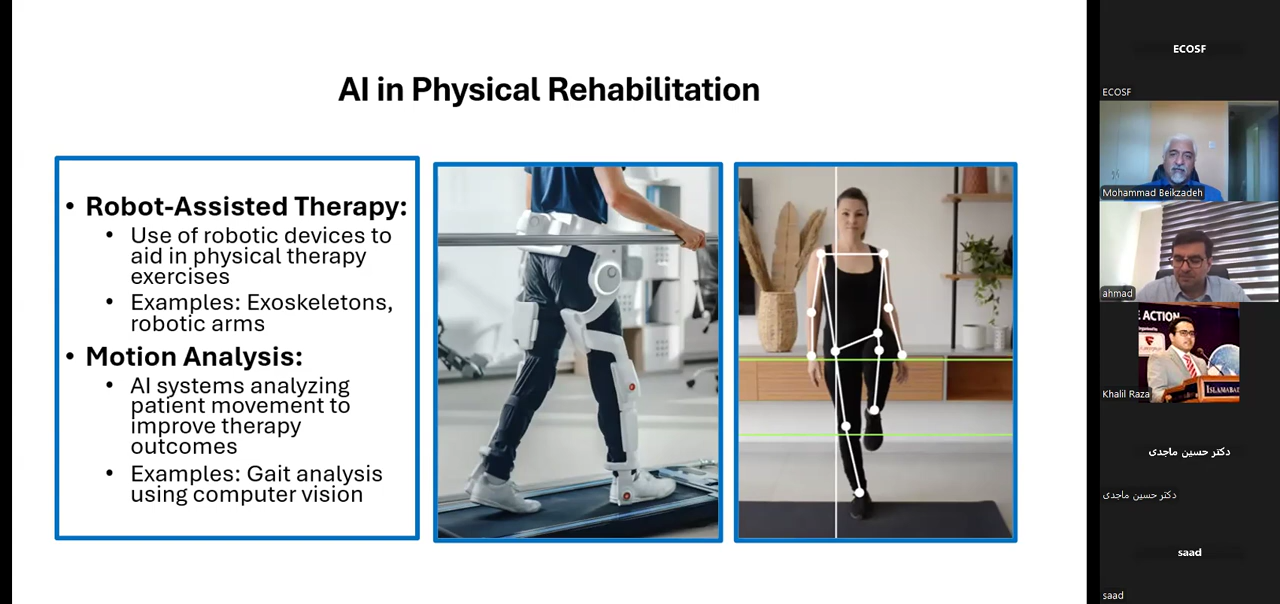 AI in Physical Rehabilitation
• Robot-Assisted Therapy:
• Use of robotic devices to
aid in physical therapy
exercises
• Examples: Exoskeletons,
robotic arms
• Motion Analysis:
• AI systems analyzing
patient movement to
improve therapy
outcomes
• Examples: Gait analysis
using computer vision
ECOSF
ECOSF
Mohammad Beikzadeh
ahmad
E ACTION
ISLAMABAD
Khalil Raza
دکتر حسین ماجدی
دکتر حسین ماجدی
saad
saad